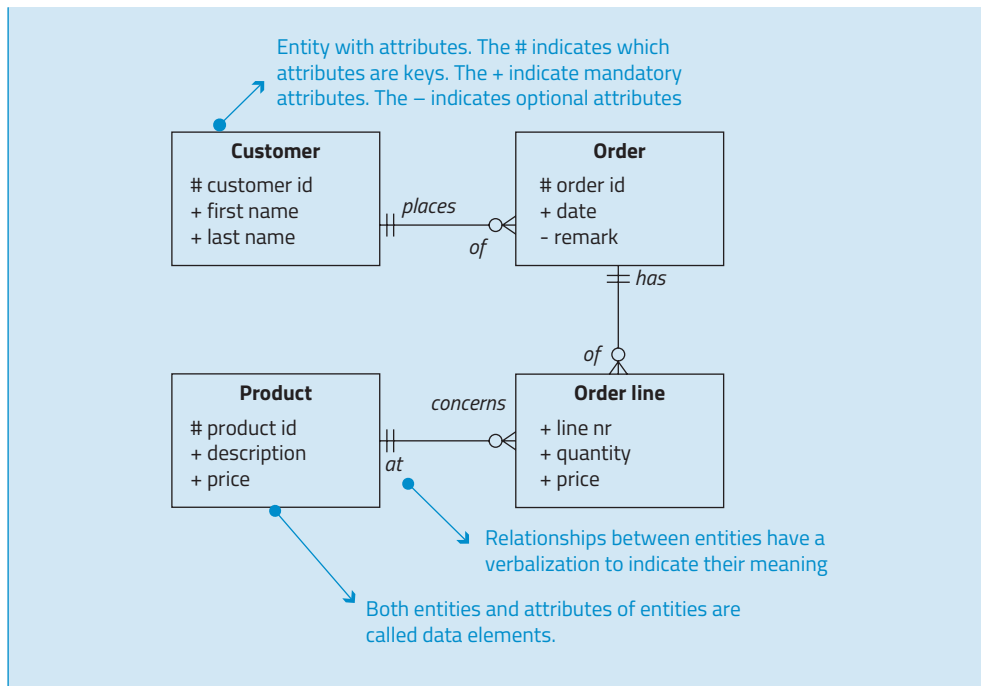 Entity with attributes. The # indicates which
attributes are keys. The + indicate mandatory
attributes. The – indicates optional attributes
Customer
# customer id
+ first name
+ last name
places
of
Order
# order id
+ date
- remark
has
of
Product
# product id
+ description
+ price
concerns
at
Order line
+ line nr
+ quantity
+ price
Relationships between entities have a
verbalization to indicate their meaning
Both entities and attributes of entities are
called data elements.